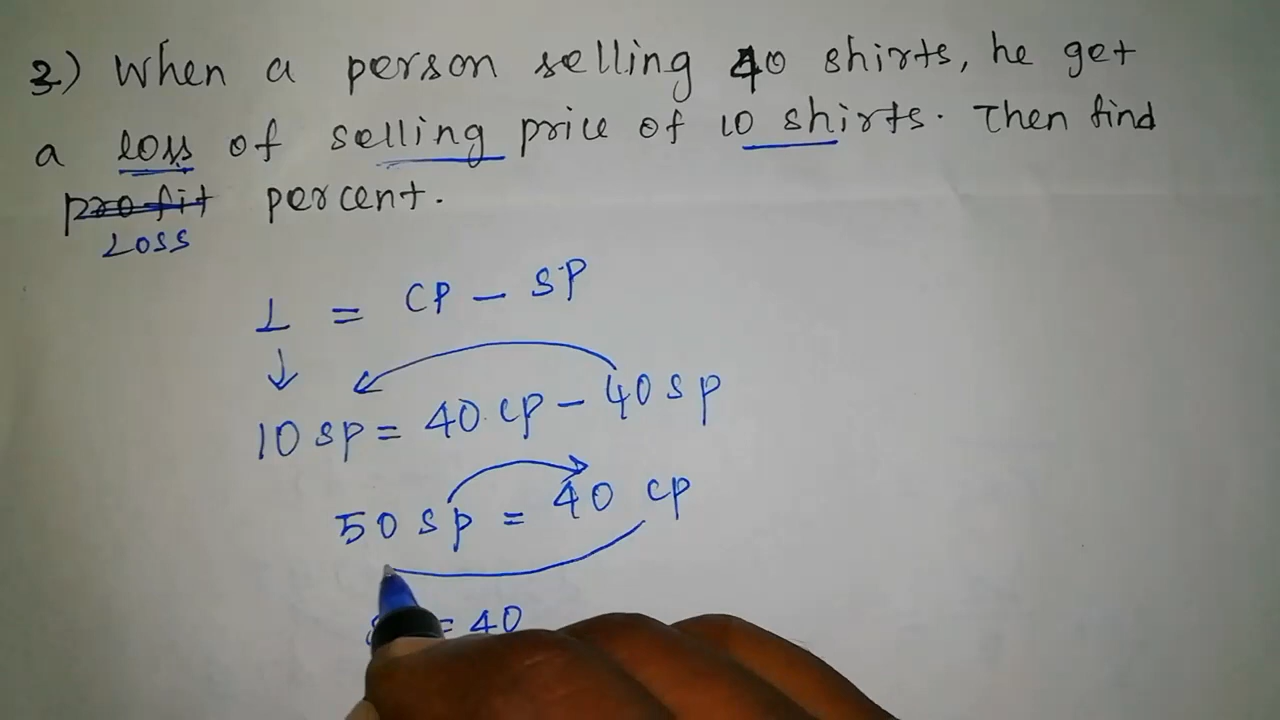 3) When a person selling 40 shirts, he get
a loss of selling price of 10 shirts. Then find
profit percent.
Loss
L = CP - SP
10 SP = 40 CP - 40 SP
50 SP = 40 CP
= 40